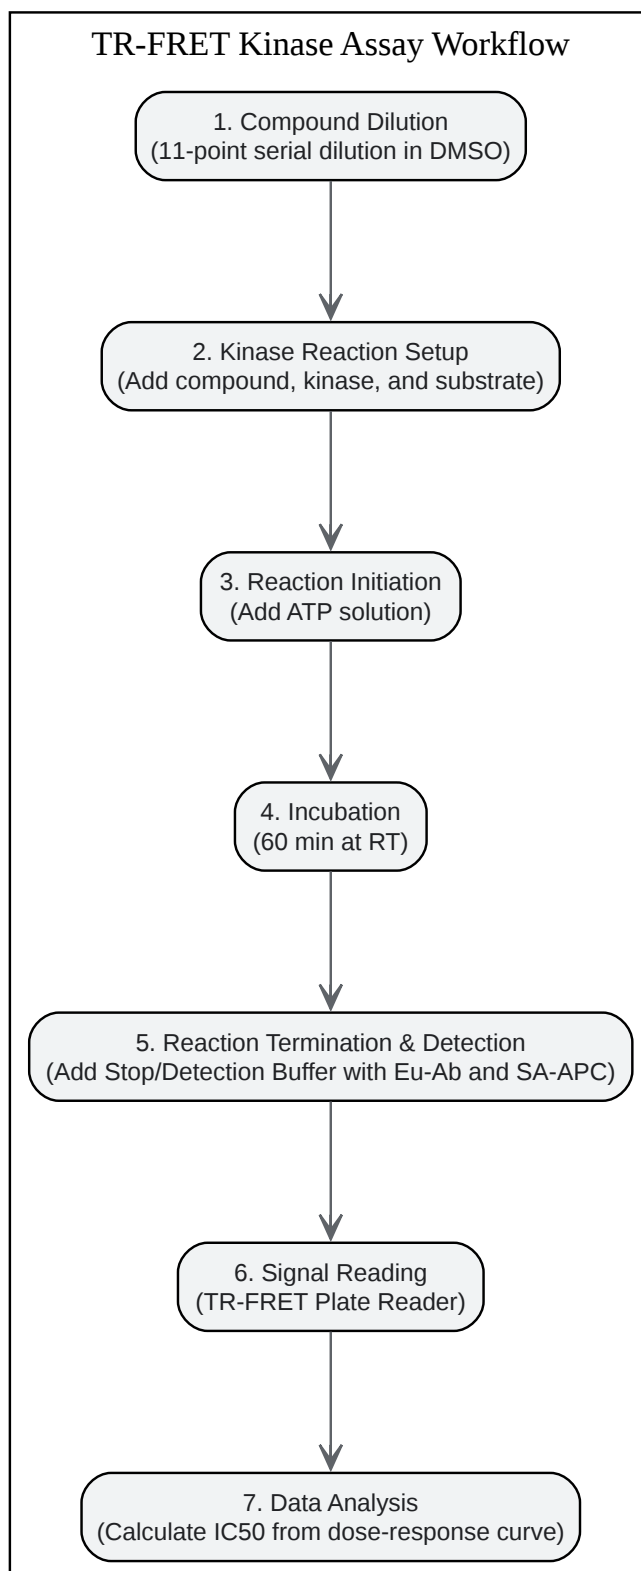 TR-FRET Kinase Assay Workflow
1. Compound Dilution
(11-point serial dilution in DMSO)
2. Kinase Reaction Setup
(Add compound, kinase, and substrate)
3. Reaction Initiation
(Add ATP solution)
4. Incubation
(60 min at RT)
5. Reaction Termination & Detection
(Add Stop/Detection Buffer with Eu-Ab and SA-APC)
6. Signal Reading
(TR-FRET Plate Reader)
7. Data Analysis
(Calculate IC50 from dose-response curve)